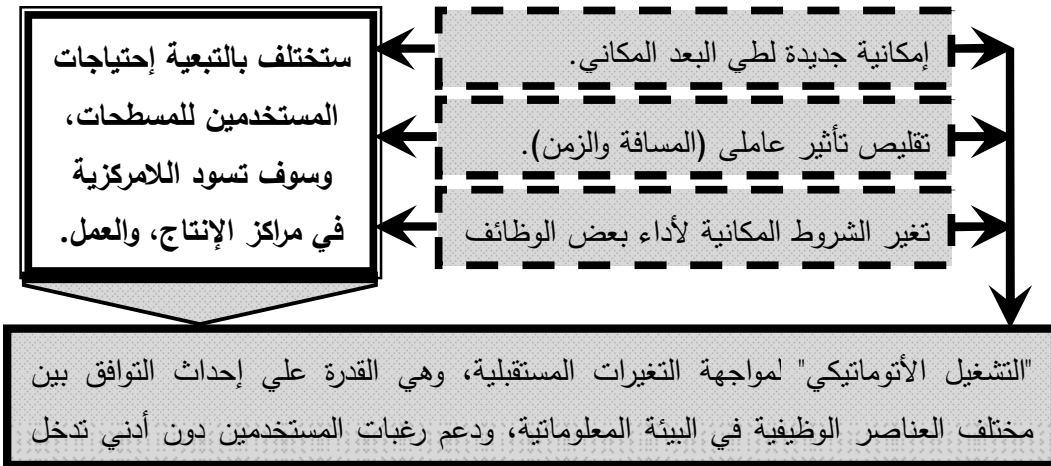 إمكانية جديدة لطي البعد المكاني.
تقليص تأثير عاملى (المسافة والزمن).
تغير الشروط المكانية لأداء بعض الوظائف
ستختلف بالتبعية إحتياجات
المستخدمين للمسطحات،
وسوف تسود اللامركزية
في مراكز الإنتاج، والعمل.
"التشغيل الأتوماتيكي" لمواجهة التغيرات المستقبلية، وهي القدرة علي إحداث التوافق بين
مختلف العناصر الوظيفية في البيئة المعلوماتية، ودعم رغبات المستخدمين دون أدني تدخل